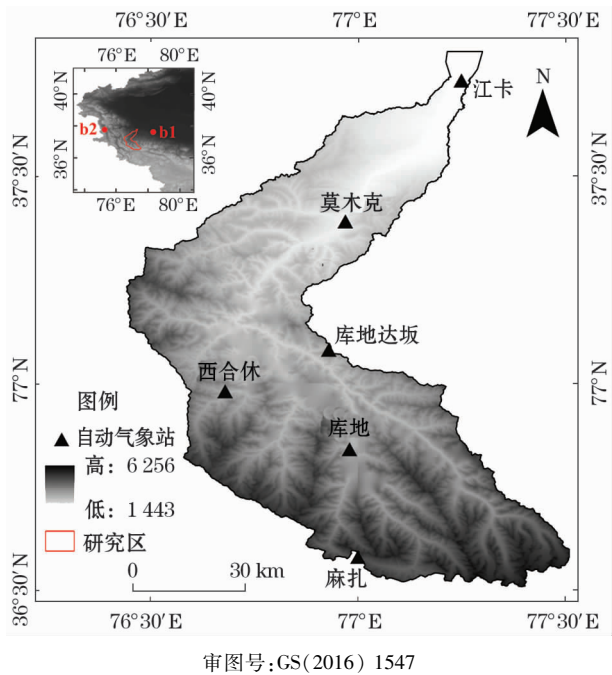 76°30′E
77°E
77°30′E
76°E
80°E
40°N
36°N
b2
b1
40°N
36°N
76°E
80°E
N
江卡
莫木克
库地达坂
西合休
库地
麻扎
37°30′N
77°N
36°30′N
37°30′N
77°N
36°30′N
图例
自动气象站
高：6 256
低：1 443
研究区
0
30 km
76°30′E
77°E
77°30′E
审图号:GS(2016) 1547